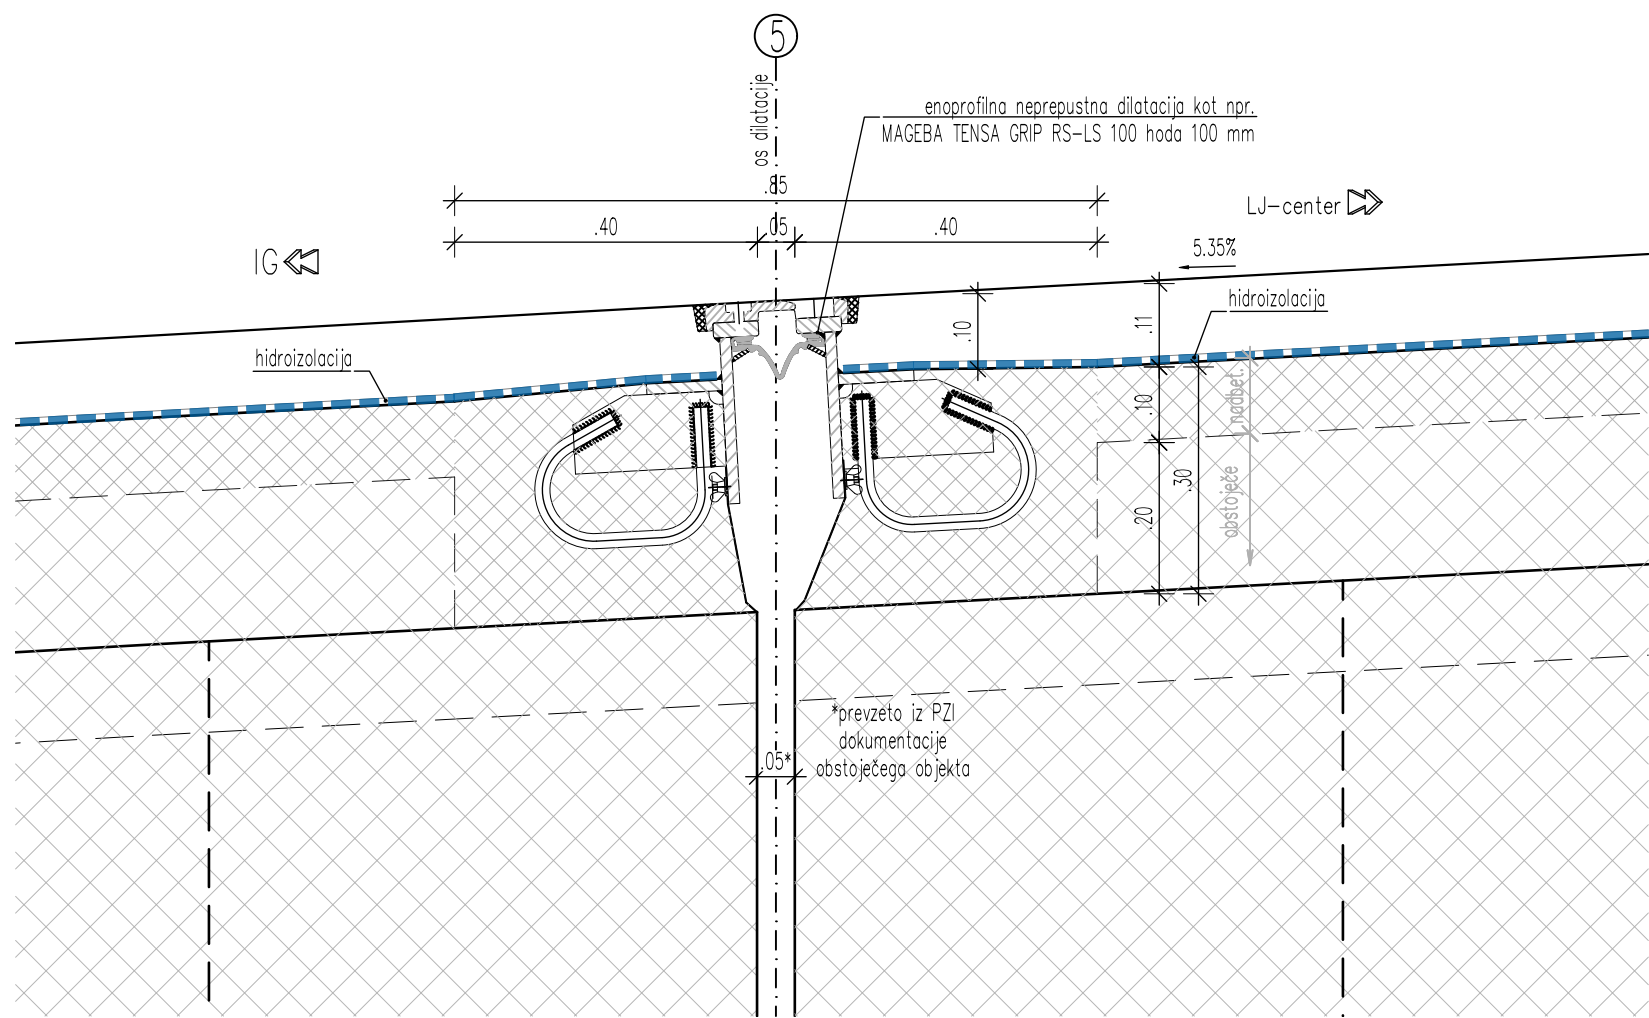 5
os dilatacije
enoprofilna neprepustna dilatacija kot npr.
MAGEBA TENSA GRIP RS-LS 100 hoda 100 mm
.85
.40
.05
.40
LJ-center
IG
5.35%
hidroizolacija
hidroizolacija
.10
.11
.10
.20
.30
nadbet.
obstoječe
*prevzeto iz PZI
dokumentacije
obstoječega objekta
.05*